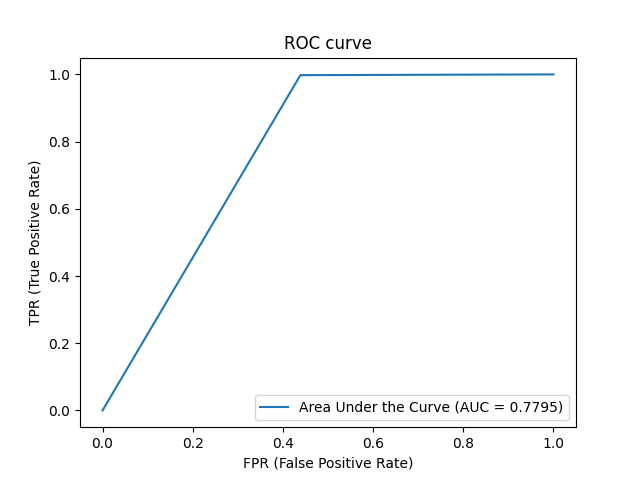 ROC curve
TPR (True Positive Rate)
1.0
0.8
0.6
0.4
0.2
0.0
Area Under the Curve (AUC = 0.7795)
0.0 0.2 0.4 0.6 0.8 1.0
FPR (False Positive Rate)